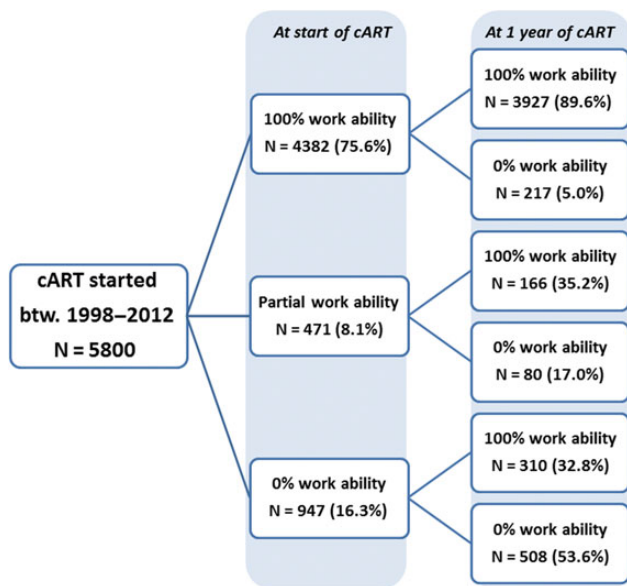 At start of cART
At 1 year of cART
cART started
btw. 1998–2012
N = 5800
100% work ability
N = 4382 (75.6%)
Partial work ability
N = 471 (8.1%)
0% work ability
N = 947 (16.3%)
100% work ability
N = 3927 (89.6%)
0% work ability
N = 217 (5.0%)
100% work ability
N = 166 (35.2%)
0% work ability
N = 80 (17.0%)
100% work ability
N = 310 (32.8%)
0% work ability
N = 508 (53.6%)